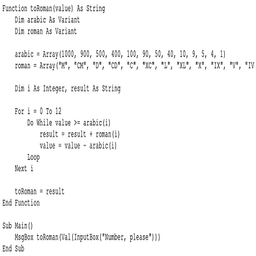 Function toRoman(value) As String
Dim arabic As Variant
Dim roman As Variant
arabic = Array(1000, 900, 500, 400, 100, 90, 50, 40, 10, 9, 5, 4, 1)
roman = Array("M", "CM", "D", "CD", "C", "XC", "L", "XL", "X", "IX", "V", "IV
Dim i As Integer, result As String
For i = 0 To 12
Do While value >= arabic(i)
result = result + roman(i)
value = value - arabic(i)
Loop
Next i
toRoman = result
End Function
Sub Main()
MsgBox toRoman(Val(InputBox("Number, please")))
End Sub